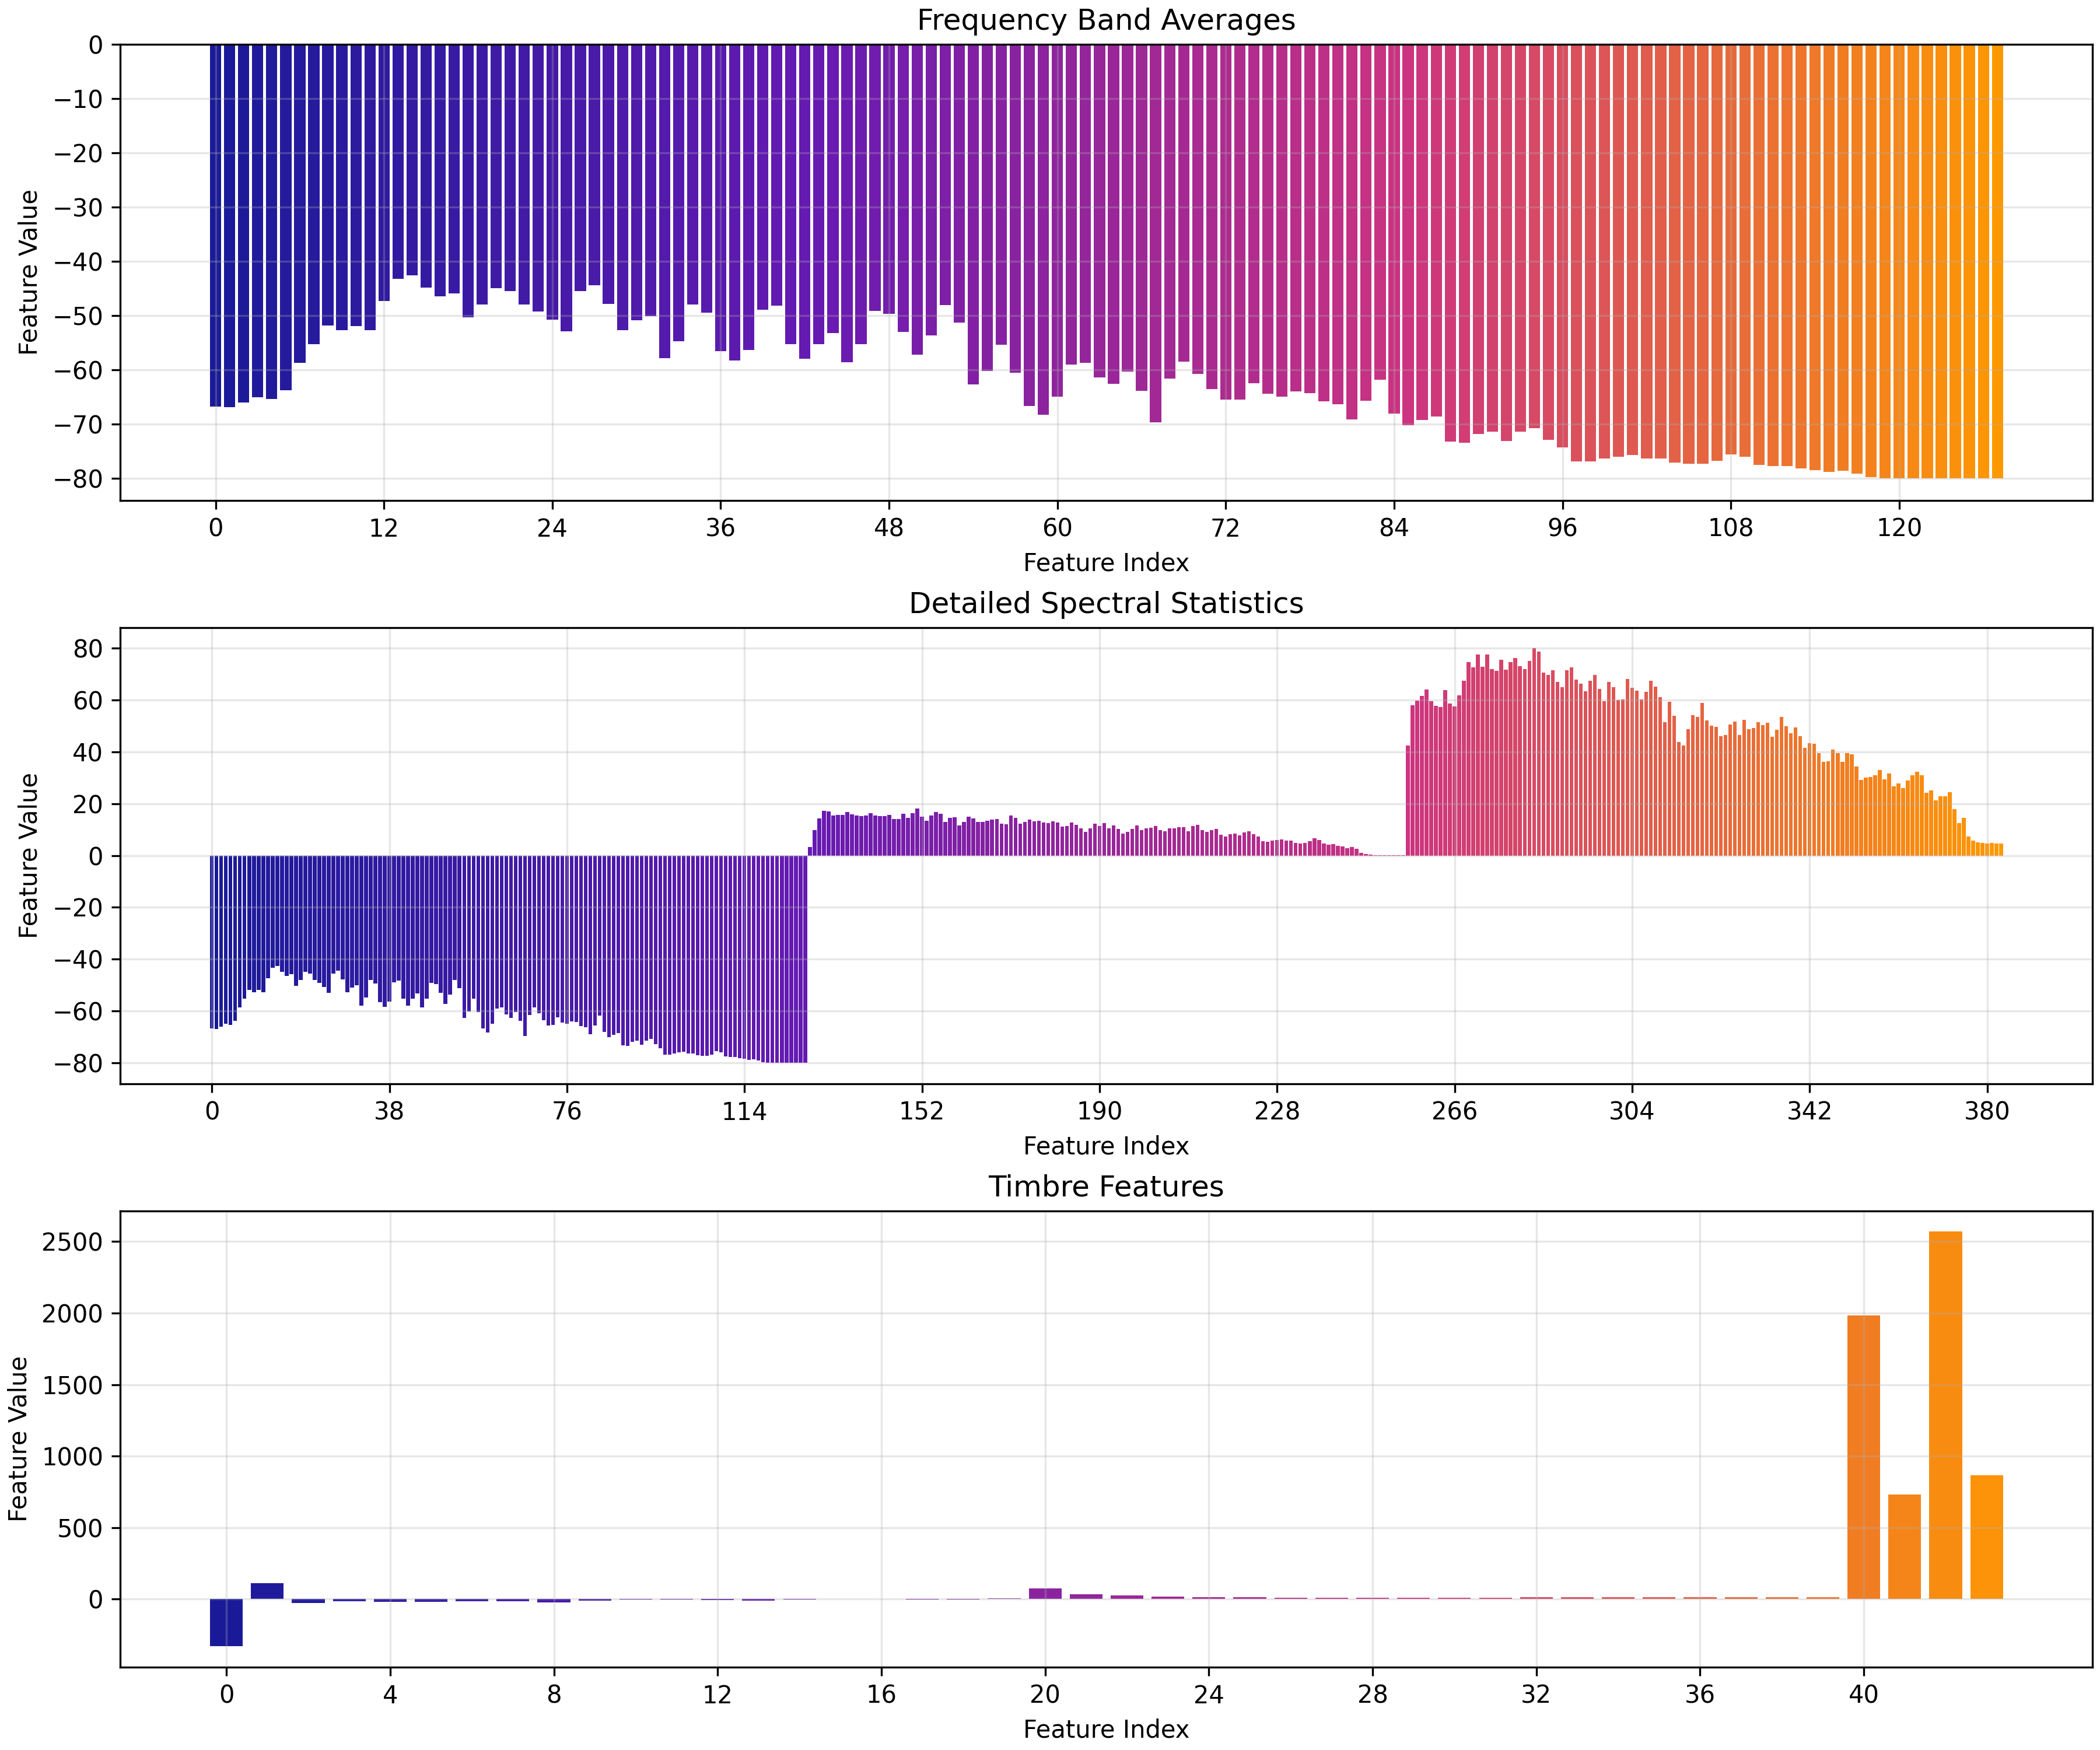 Frequency Band Averages
0
−10
−20
−30
−40
−50
−60
−70
−80
Feature Value
0 12 24 36 48 60 72 84 96 108 120
Feature Index
Detailed Spectral Statistics
80
60
40
20
0
−20
−40
−60
−80
Feature Value
0 38 76 114 152 190 228 266 304 342 380
Feature Index
Timbre Features
2500
2000
1500
1000
500
0
Feature Value
0 4 8 12 16 20 24 28 32 36 40
Feature Index